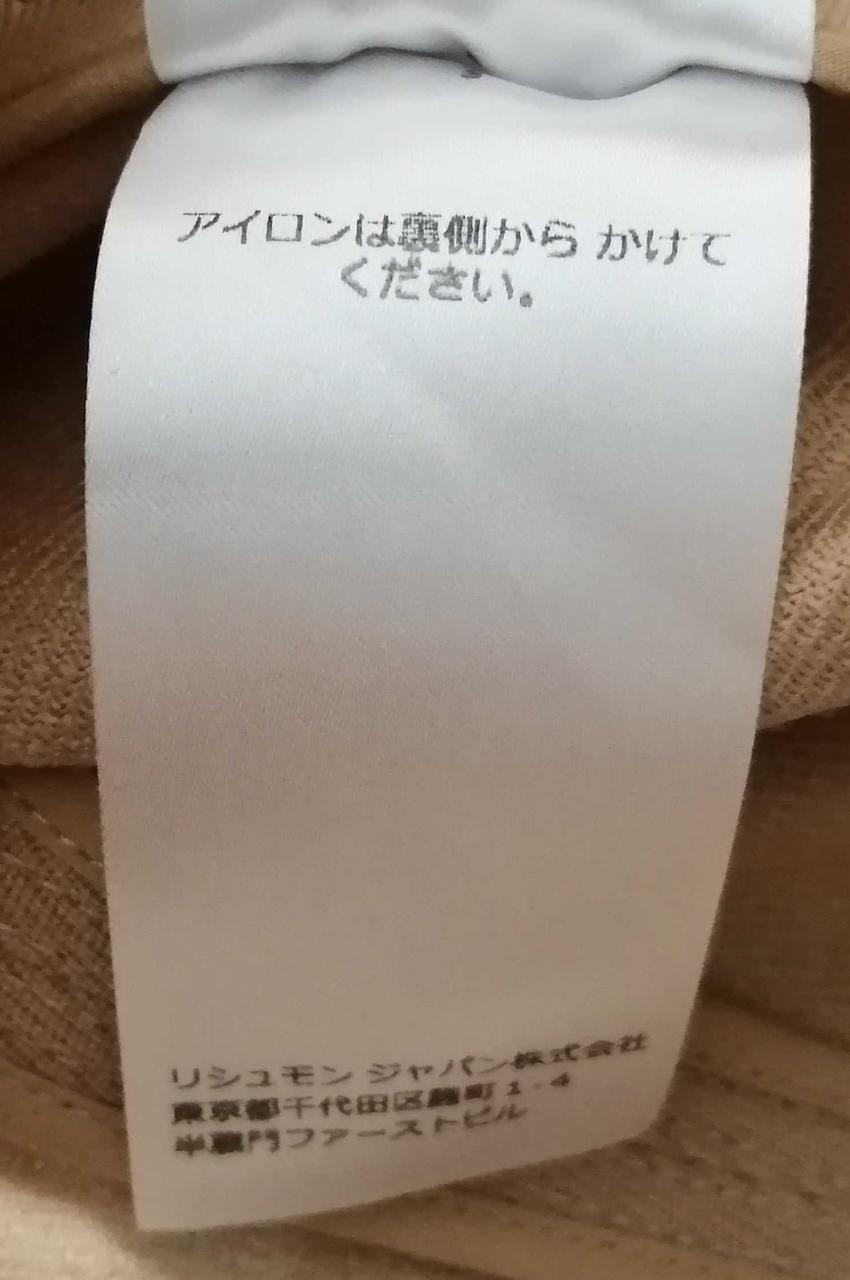 アイロンは裏側から かけて
ください。
リシュモン ジャパン株式会社
東京都千代田区麹町1-4
半蔵門ファーストビル